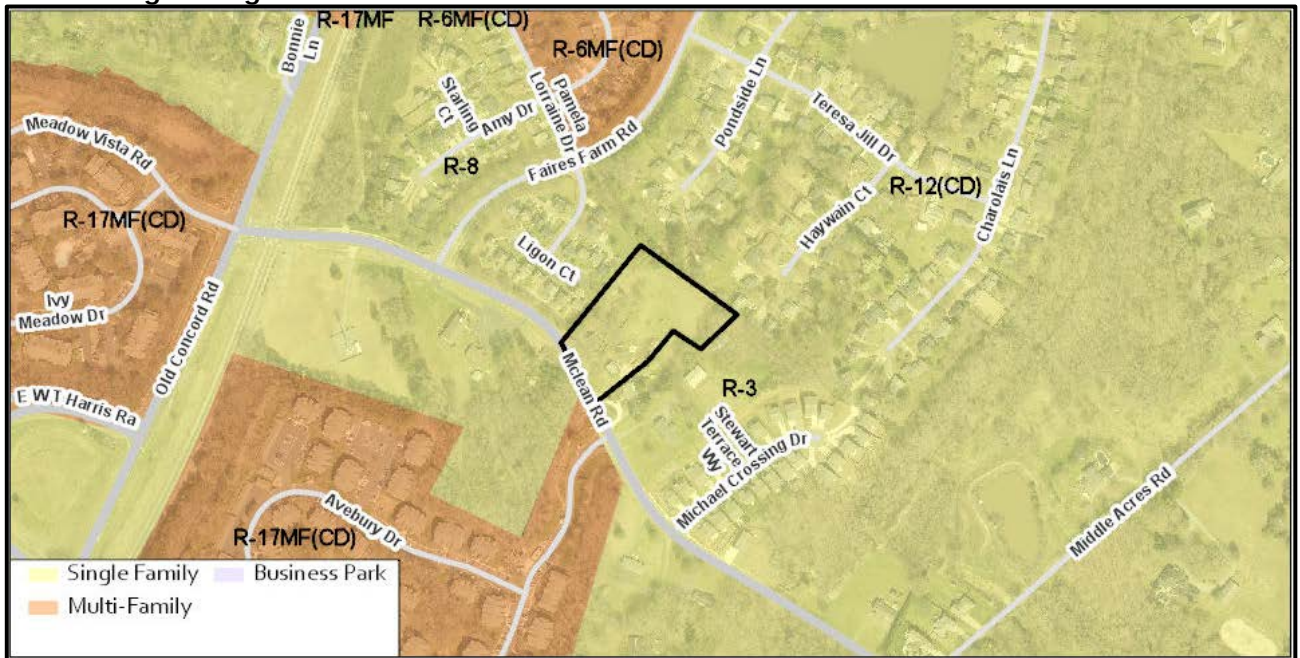 R-17MF
R-6MF(CD)
R-6MF(CD)
Bonnie
Ln
Starling
Ct
Amy Dr
Pamela
Lorraine Dr
Pondside Ln
Teresa Jill Dr
Meadow Vista Rd
R-8
Faires Farm Rd
R-12(CD)
Haywain Ct
Charolais Ln
R-17MF(CD)
Ligon Ct
Ivy
Meadow Dr
Old Concord Rd
Mclean Rd
E W T Harris Ra
R-3
Stewart
Terrace
Wy
Michael Crossing Dr
Middle Acres Rd
Avebury Dr
R-17MF(CD)
Single Family
Business Park
Multi-Family